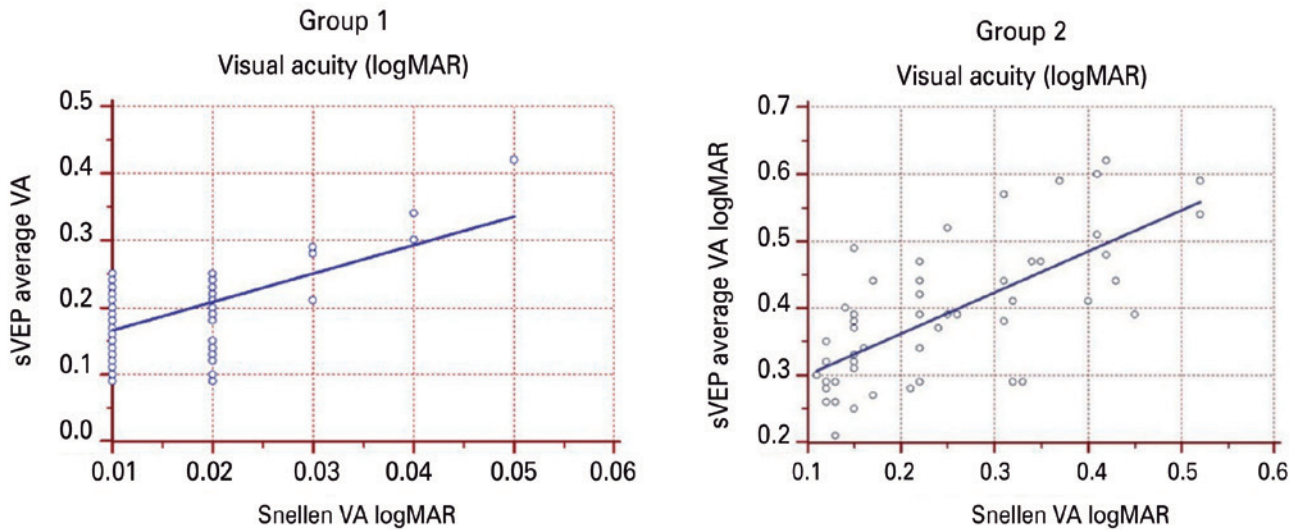 Group 1
Visual acuity (logMAR)
sVEP average VA
0.5
0.4
0.3
0.2
0.1
0.0
0.01 0.02 0.03 0.04 0.05 0.06
Snellen VA logMAR
Group 2
Visual acuity (logMAR)
sVEP average VA logMAR
0.7
0.6
0.5
0.4
0.3
0.2
0.1 0.2 0.3 0.4 0.5 0.6
Snellen VA logMAR